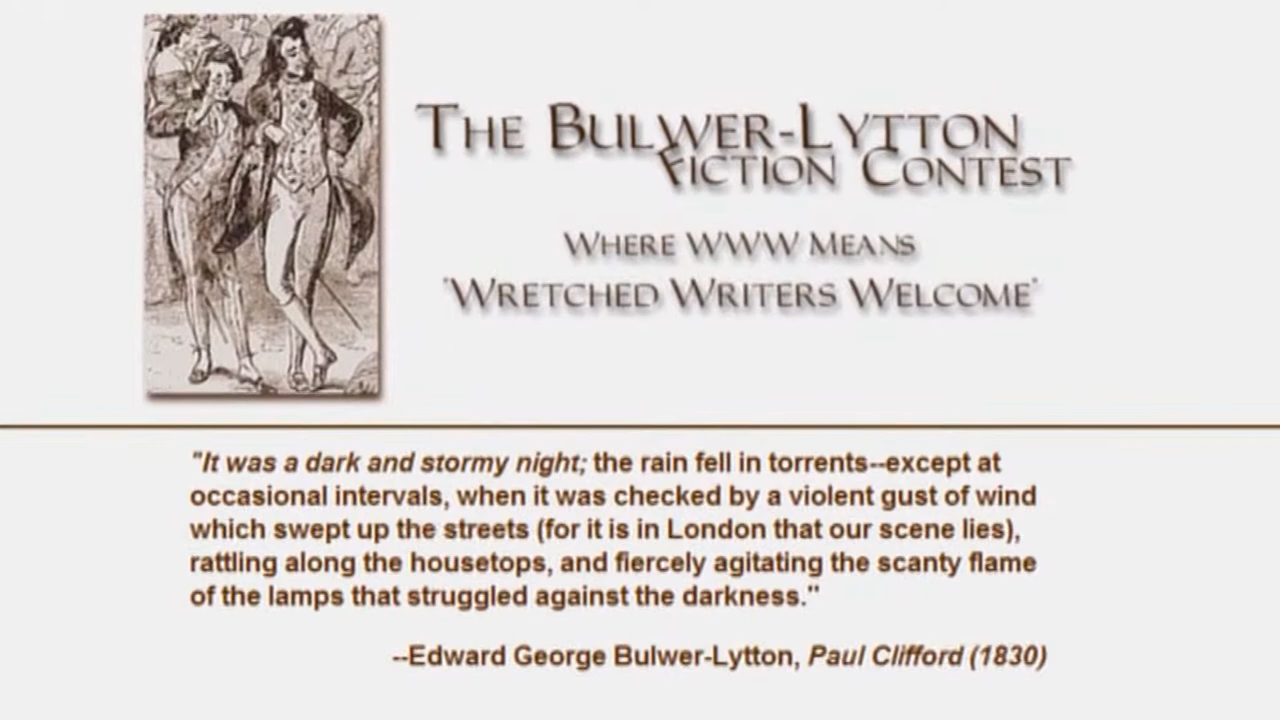 The Bulwer-Lytton
Fiction Contest
Where WWW Means
"Wretched Writers Welcome"
"It was a dark and stormy night; the rain fell in torrents--except at
occasional intervals, when it was checked by a violent gust of wind
which swept up the streets (for it is in London that our scene lies),
rattling along the housetops, and fiercely agitating the scanty flame
of the lamps that struggled against the darkness."
--Edward George Bulwer-Lytton, Paul Clifford (1830)